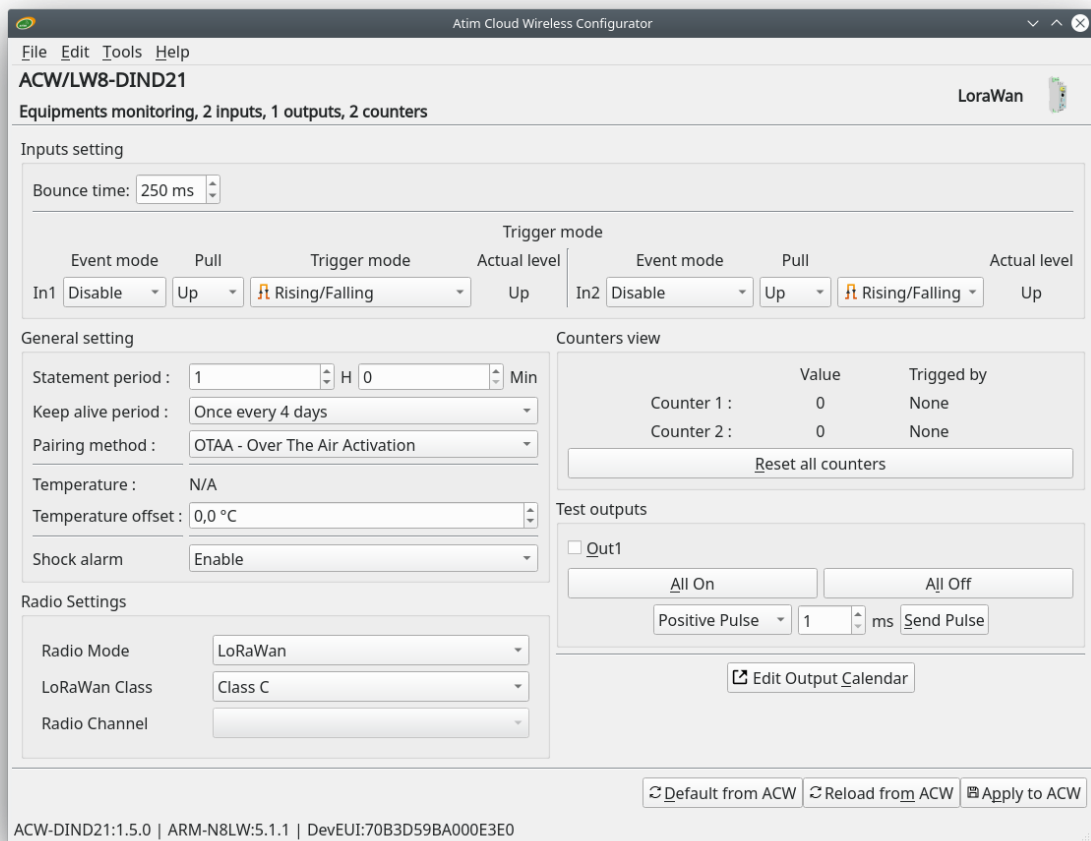 Atim Cloud Wireless Configurator
File Edit Tools Help
ACW/LW8-DIND21
Equipments monitoring, 2 inputs, 1 outputs, 2 counters
LoraWan
Inputs setting
Bounce time: 250 ms
Trigger mode
Event mode Pull Trigger mode Actual level Event mode Pull Actual level
In1 Disable Up Rising/Falling Up In2 Disable Up Rising/Falling Up
General setting
Statement period : 1 H 0 Min
Keep alive period : Once every 4 days
Pairing method : OTAA - Over The Air Activation
Temperature : N/A
Temperature offset : 0,0 °C
Shock alarm Enable
Radio Settings
Radio Mode LoRaWan
LoRaWan Class Class C
Radio Channel
Counters view
Value Trigged by
Counter 1 : 0 None
Counter 2 : 0 None
Reset all counters
Test outputs
Out1
All On All Off
Positive Pulse 1 ms Send Pulse
Edit Output Calendar
Default from ACW Reload from ACW Apply to ACW
ACW-DIND21:1.5.0 | ARM-N8LW:5.1.1 | DevEUI:70B3D59BA000E3E0